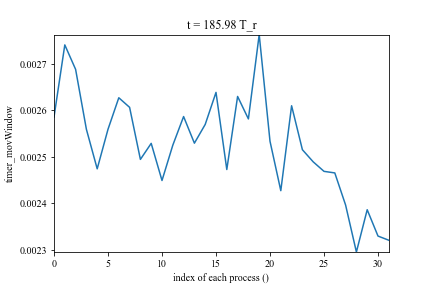 t = 185.98 T_r
0.0027
0.0026
0.0025
0.0024
0.0023
timer_movWindow
0 5 10 15 20 25 30
index of each process ()